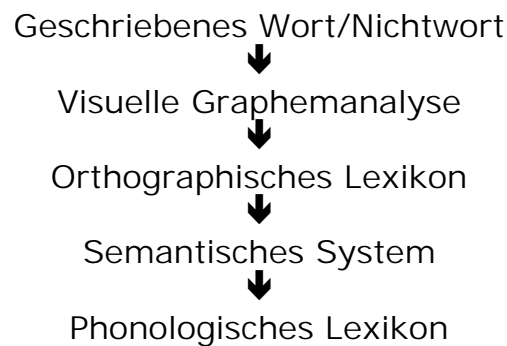 Geschriebenes Wort/Nichtwort
Visuelle Graphemanalyse
Orthographisches Lexikon
Semantisches System
Phonologisches Lexikon